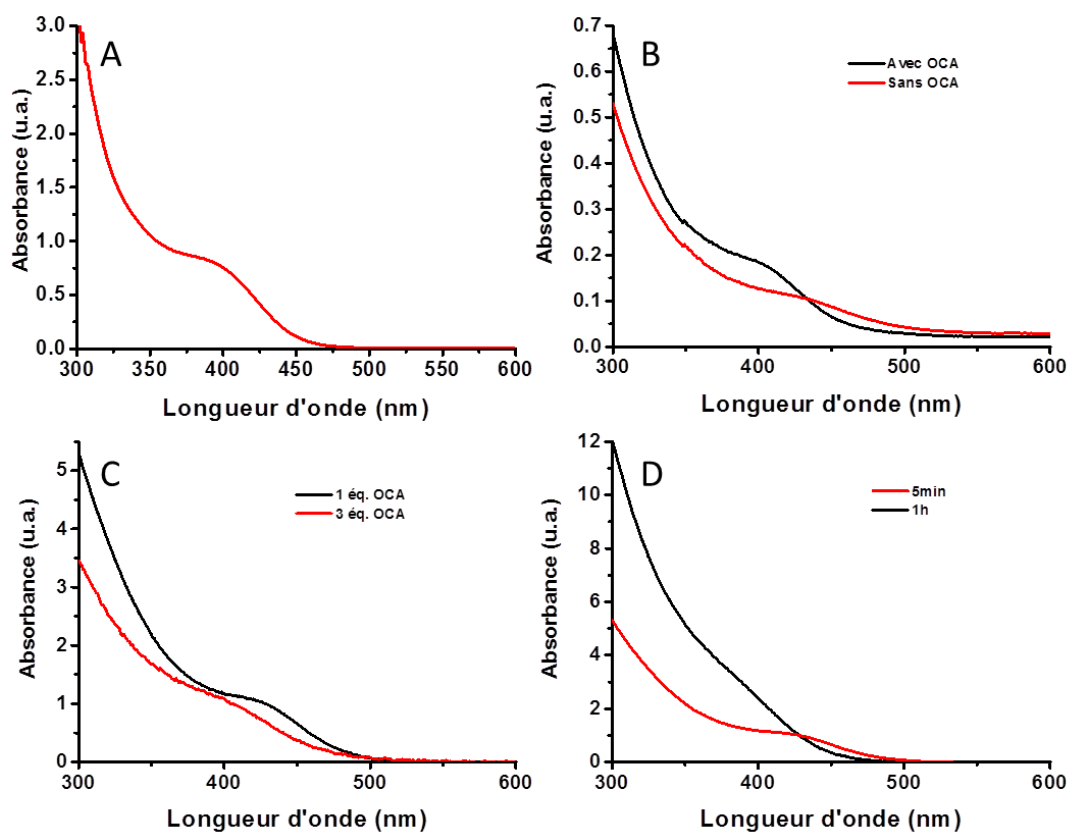 A
3.0
2.5
2.0
1.5
1.0
0.5
0.0
300 350 400 450 500 550 600
Absorbance (u.a.)
Longueur d'onde (nm)
B
Avec OCA
Sans OCA
0.7
0.6
0.5
0.4
0.3
0.2
0.1
0.0
300 400 500 600
Absorbance (u.a.)
Longueur d'onde (nm)
C
1 éq. OCA
3 éq. OCA
5
4
3
2
1
0
300 400 500 600
Absorbance (u.a.)
Longueur d'onde (nm)
D
5min
1h
12
10
8
6
4
2
0
300 400 500 600
Absorbance (u.a.)
Longueur d'onde (nm)